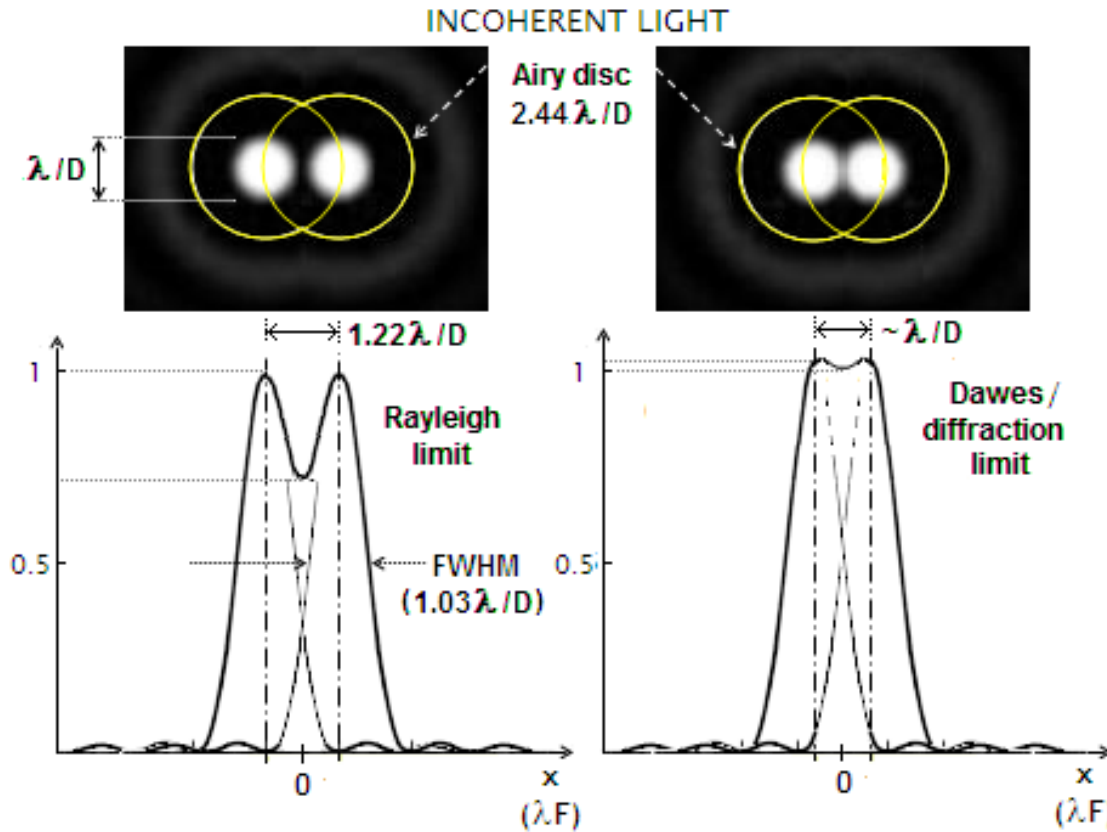 INCOHERENT LIGHT
Airy disc
2.44λ/D
λ/D
1.22λ/D
~λ/D
1
Rayleigh
limit
0.5
FWHM
(1.03λ/D)
0
x
(λF)
1
Dawes/
diffraction
limit
0.5
0
x
(λF)